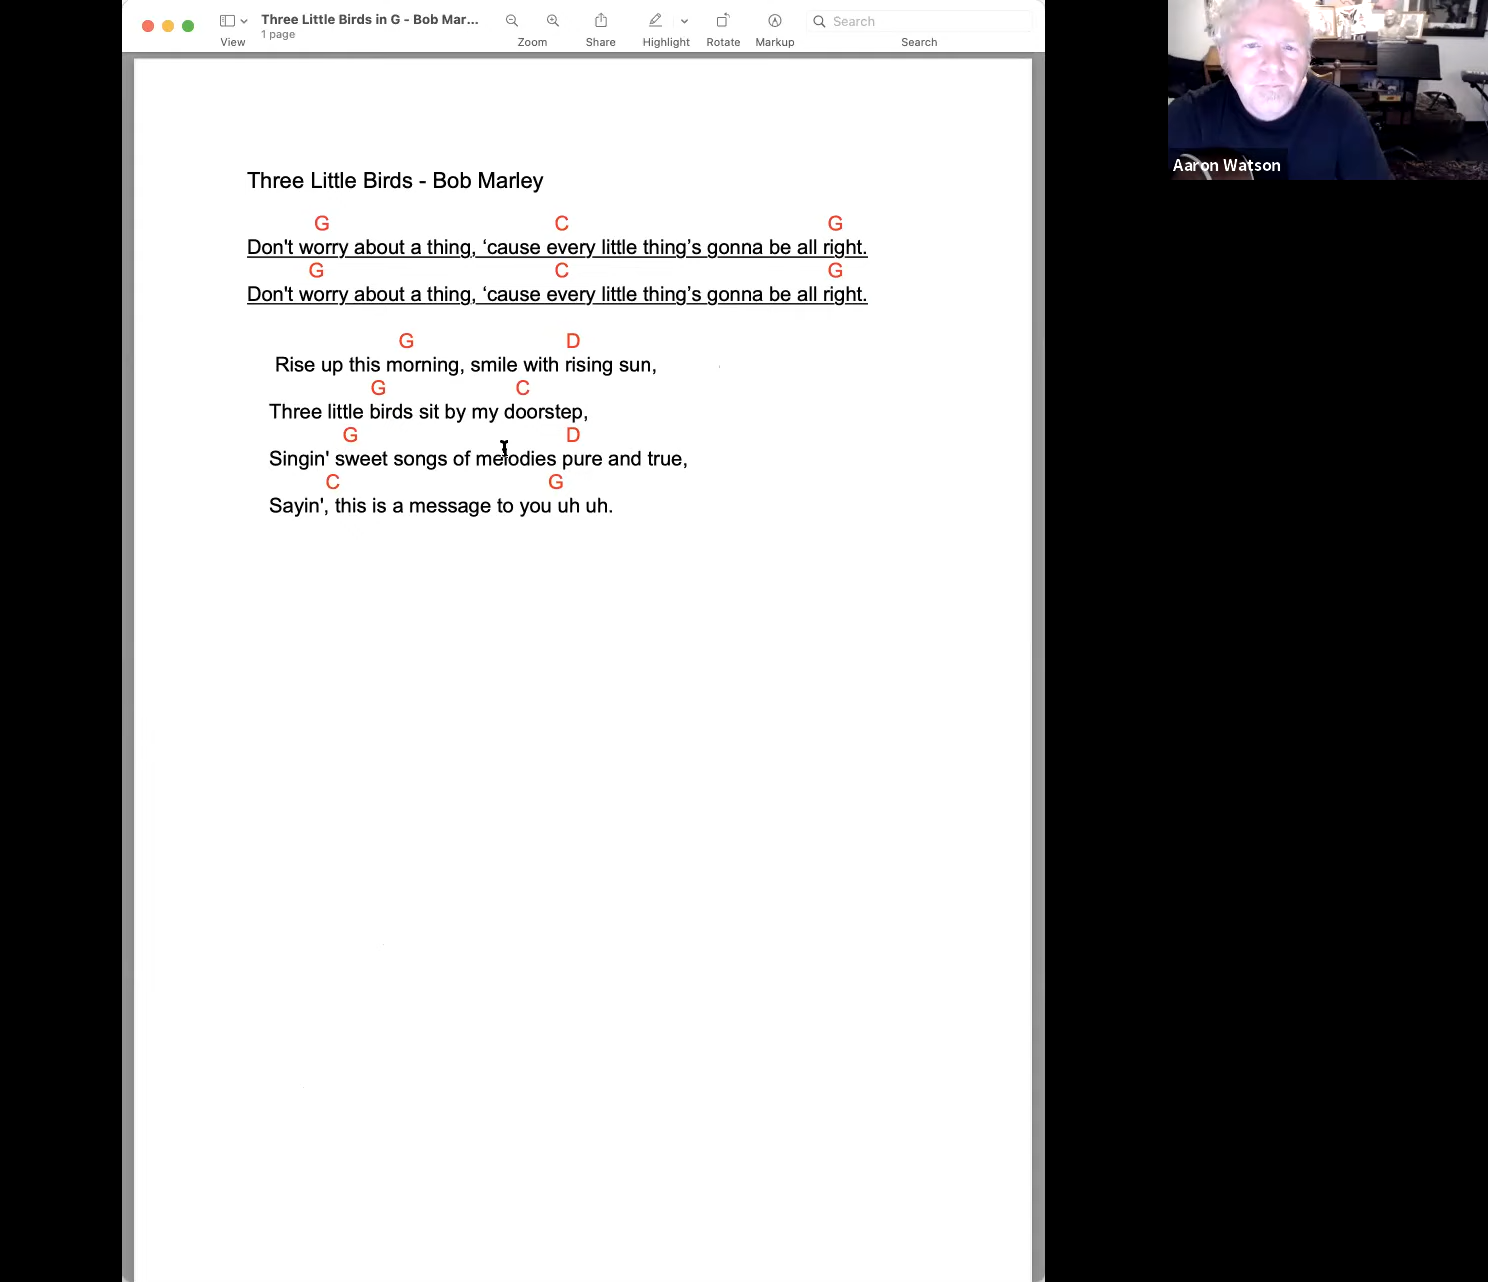 Three Little Birds in G - Bob Mar...
1 page
View
Zoom
Share
Highlight
Rotate
Markup
Search
Search
Aaron Watson
Three Little Birds - Bob Marley
G C G
Don't worry about a thing, ‘cause every little thing’s gonna be all right.
G C G
Don't worry about a thing, ‘cause every little thing’s gonna be all right.
G D
Rise up this morning, smile with rising sun,
G C
Three little birds sit by my doorstep,
G D
Singin' sweet songs of melodies pure and true,
C G
Sayin', this is a message to you uh uh.